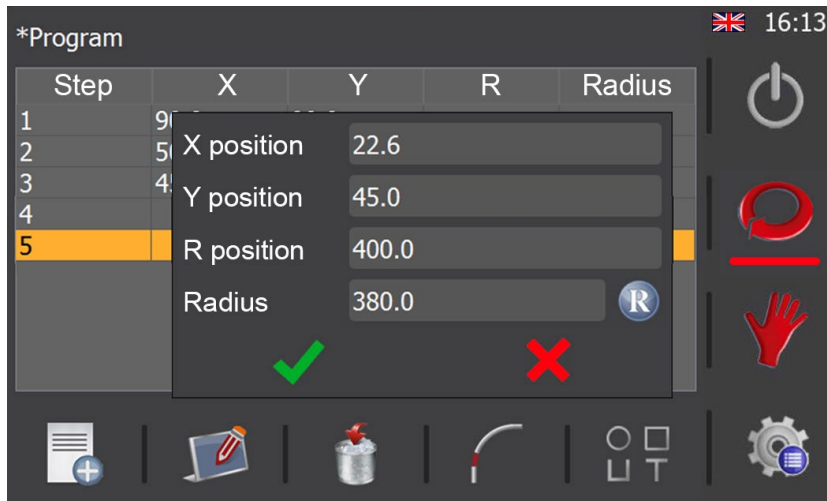 *Program
16:13
Step X Y R Radius
1
2
3
4
5
X position 22.6
Y position 45.0
R position 400.0
Radius 380.0
R